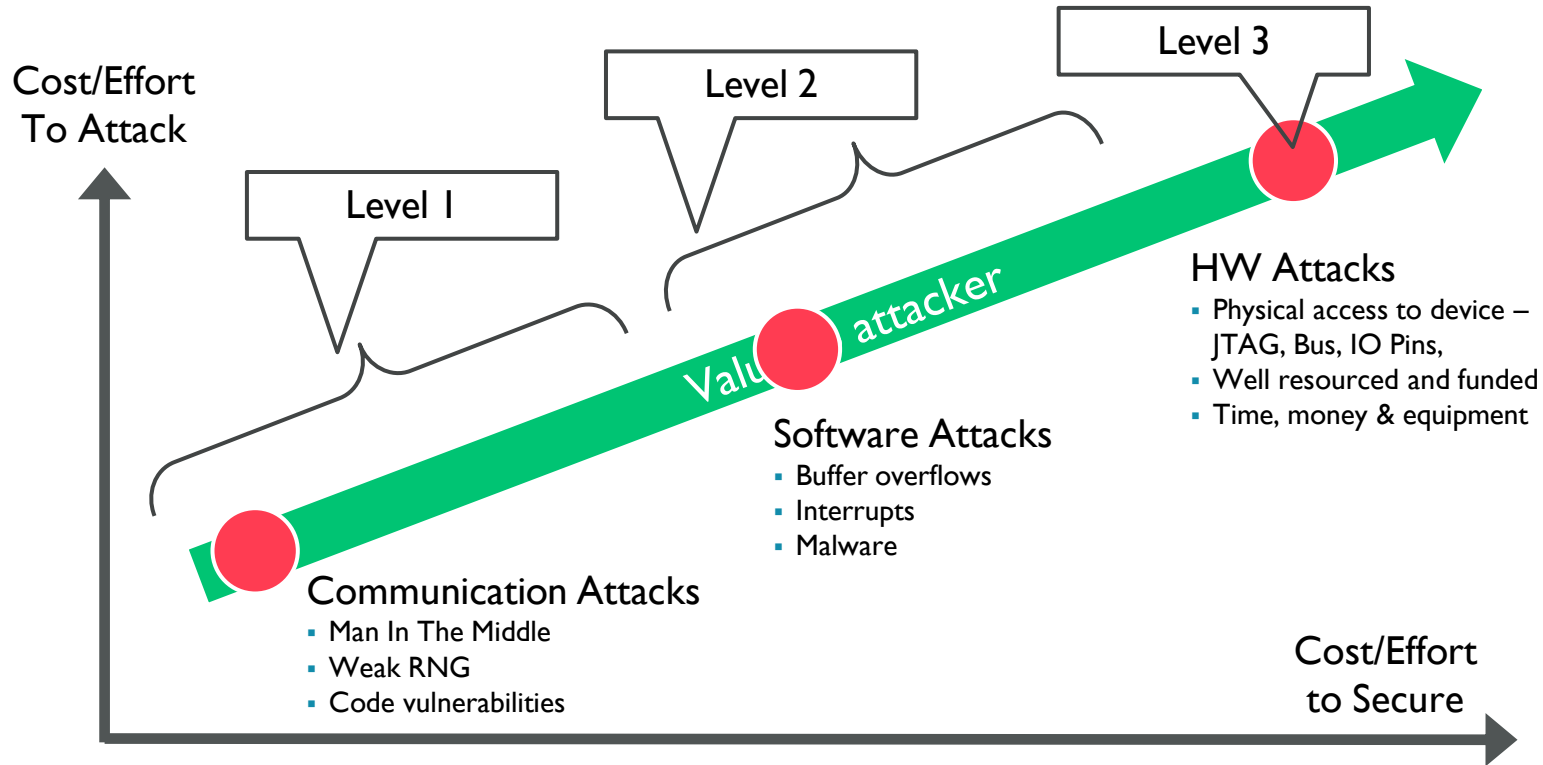 Cost/Effort
To Attack
Level 1
Level 2
Level 3
attacker
HW Attacks
Physical access to device –
JTAG, Bus, IO Pins,
Well resourced and funded
Time, money & equipment
Software Attacks
Buffer overflows
Interrupts
Malware
Communication Attacks
Man In The Middle
Weak RNG
Code vulnerabilities
Cost/Effort
to Secure